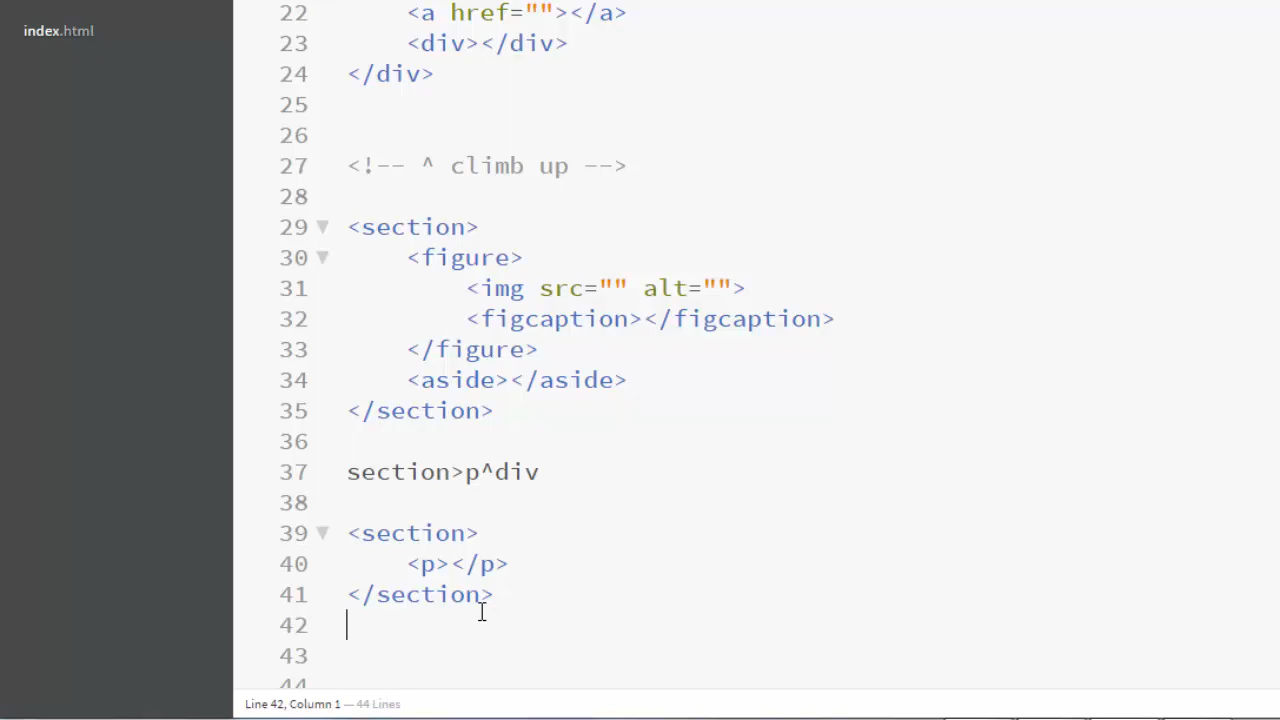 index.html
22 <a href=""></a>
23 <div></div>
24 </div>
25
26
27 <!-- ^ climb up -->
28
29 <section>
30 <figure>
31 <img src="" alt="">
32 <figcaption></figcaption>
33 </figure>
34 <aside></aside>
35 </section>
36
37 section>p^div
38
39 <section>
40 <p></p>
41 </section>
42
43
44
Line 42, Column 1 — 44 Lines